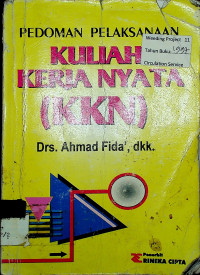 PEDOMAN PELAKSANAAN
Weeding Project 11
Tahun Buku 1997
Circulation Service
KULIAH
KERJA NYATA
(KKN)
Drs. Ahmad Fida', dkk.
Penerbit
RINEKA CIPTA